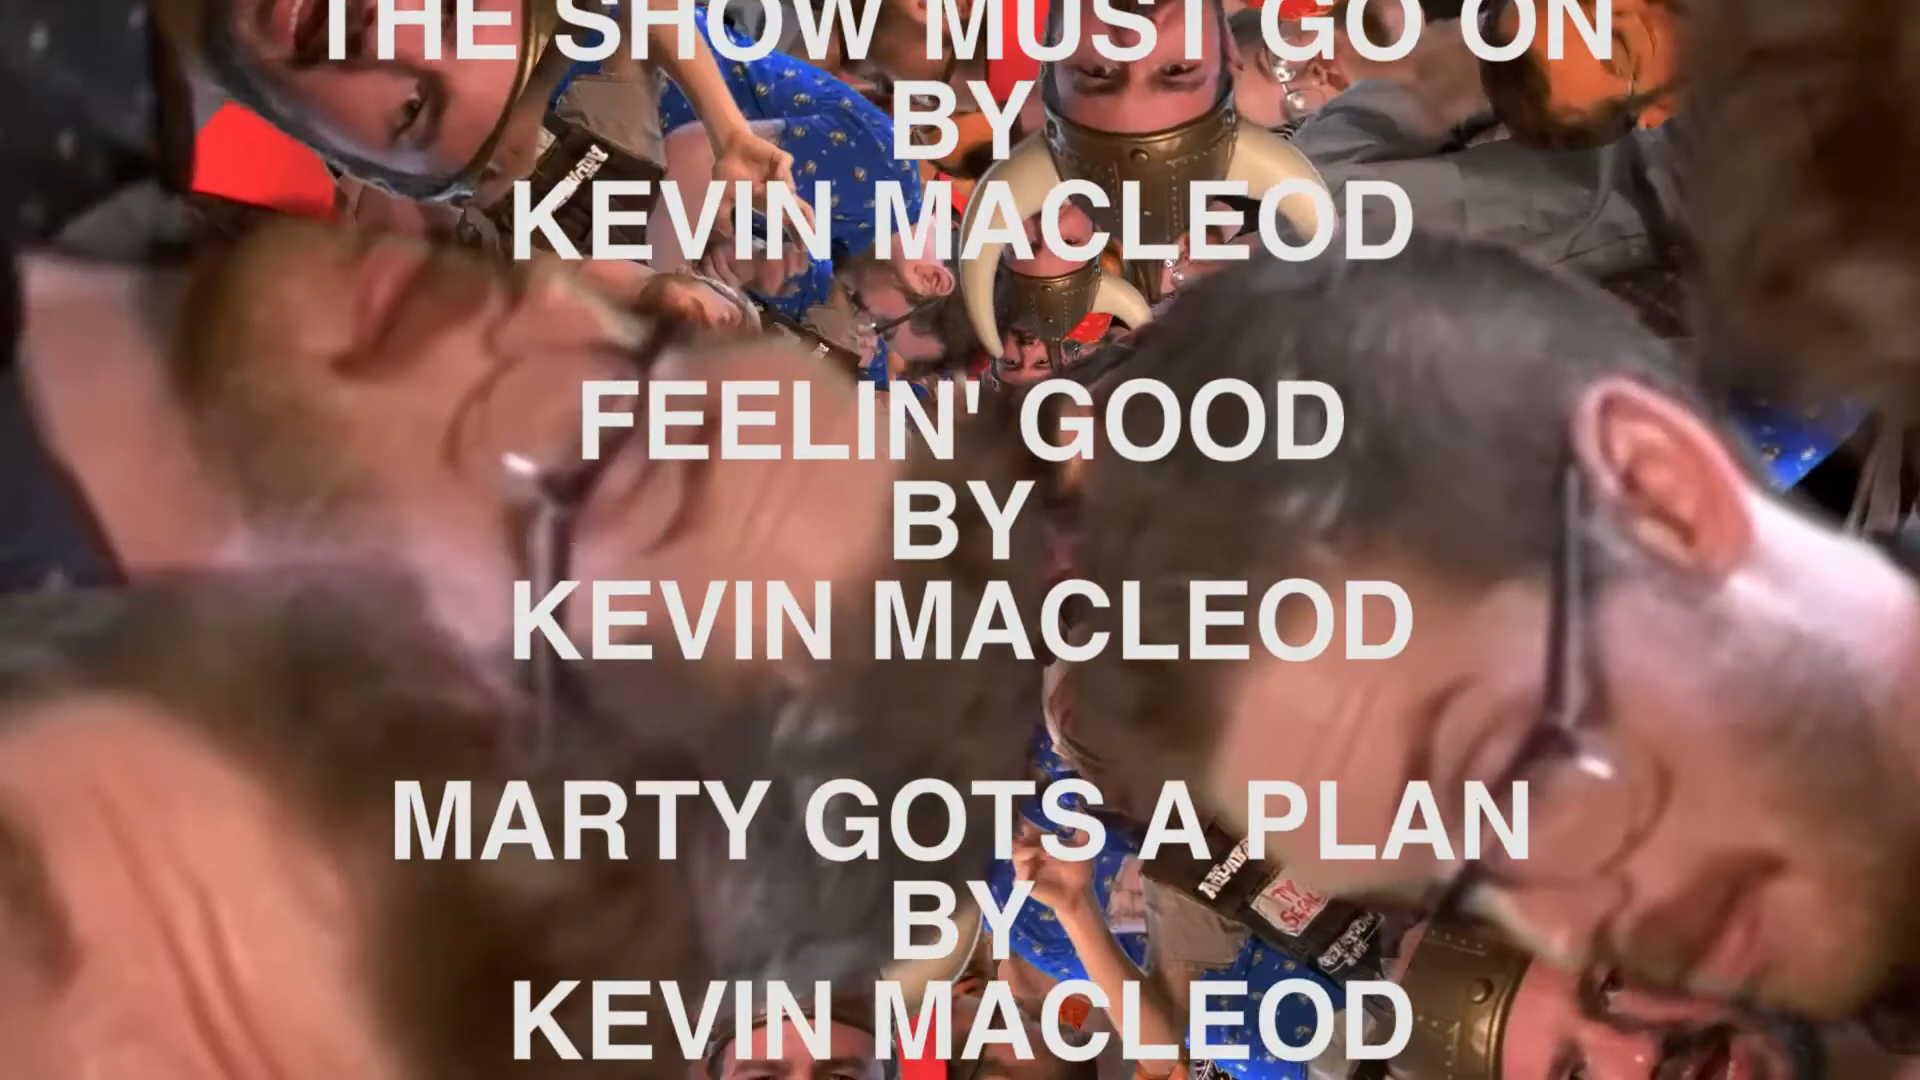 THE SHOW MUST GO ON
BY
KEVIN MACLEOD
FEELIN' GOOD
BY
KEVIN MACLEOD
MARTY GOTS A PLAN
BY
KEVIN MACLEOD